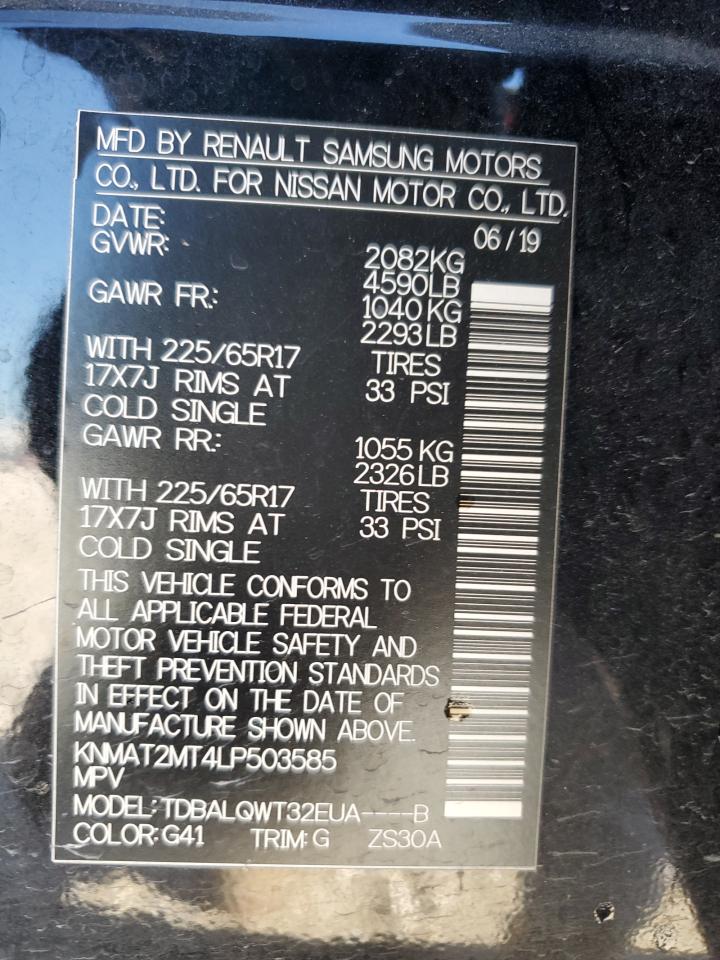 MFD BY RENAULT SAMSUNG MOTORS
CO., LTD. FOR NISSAN MOTOR CO., LTD.
DATE: 06/19
GVWR: 2082KG
4590LB
GAWR FR.: 1040KG
2293LB
WITH 225/65R17 TIRES
17X7J RIMS AT 33 PSI
COLD SINGLE
GAWR RR.: 1055KG
2326LB
WITH 225/65R17 TIRES
17X7J RIMS AT 33 PSI
COLD SINGLE
THIS VEHICLE CONFORMS TO
ALL APPLICABLE FEDERAL
MOTOR VEHICLE SAFETY AND
THEFT PREVENTION STANDARDS
IN EFFECT ON THE DATE OF
MANUFACTURE SHOWN ABOVE.
KNMAT2MT4LP503585
MPV
MODEL: TDBALQWT32EUA----B
COLOR: G41 TRIM: G ZS30A